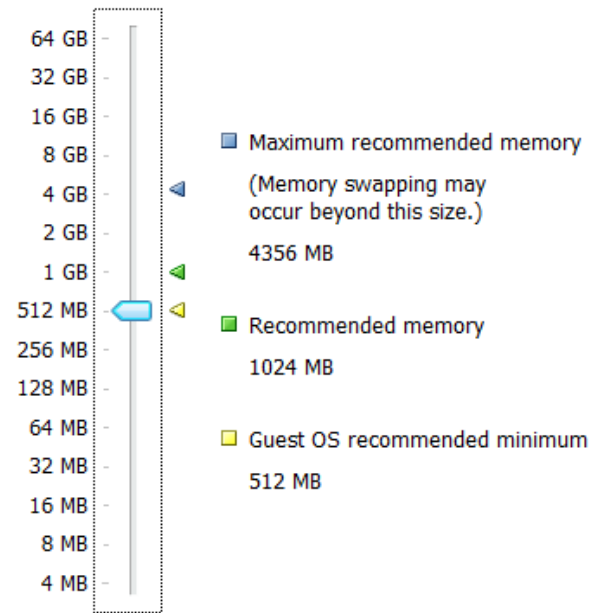 64 GB
32 GB
16 GB
8 GB
4 GB
2 GB
1 GB
512 MB
256 MB
128 MB
64 MB
32 MB
16 MB
8 MB
4 MB
Maximum recommended memory
(Memory swapping may
occur beyond this size.)
4356 MB
Recommended memory
1024 MB
Guest OS recommended minimum
512 MB